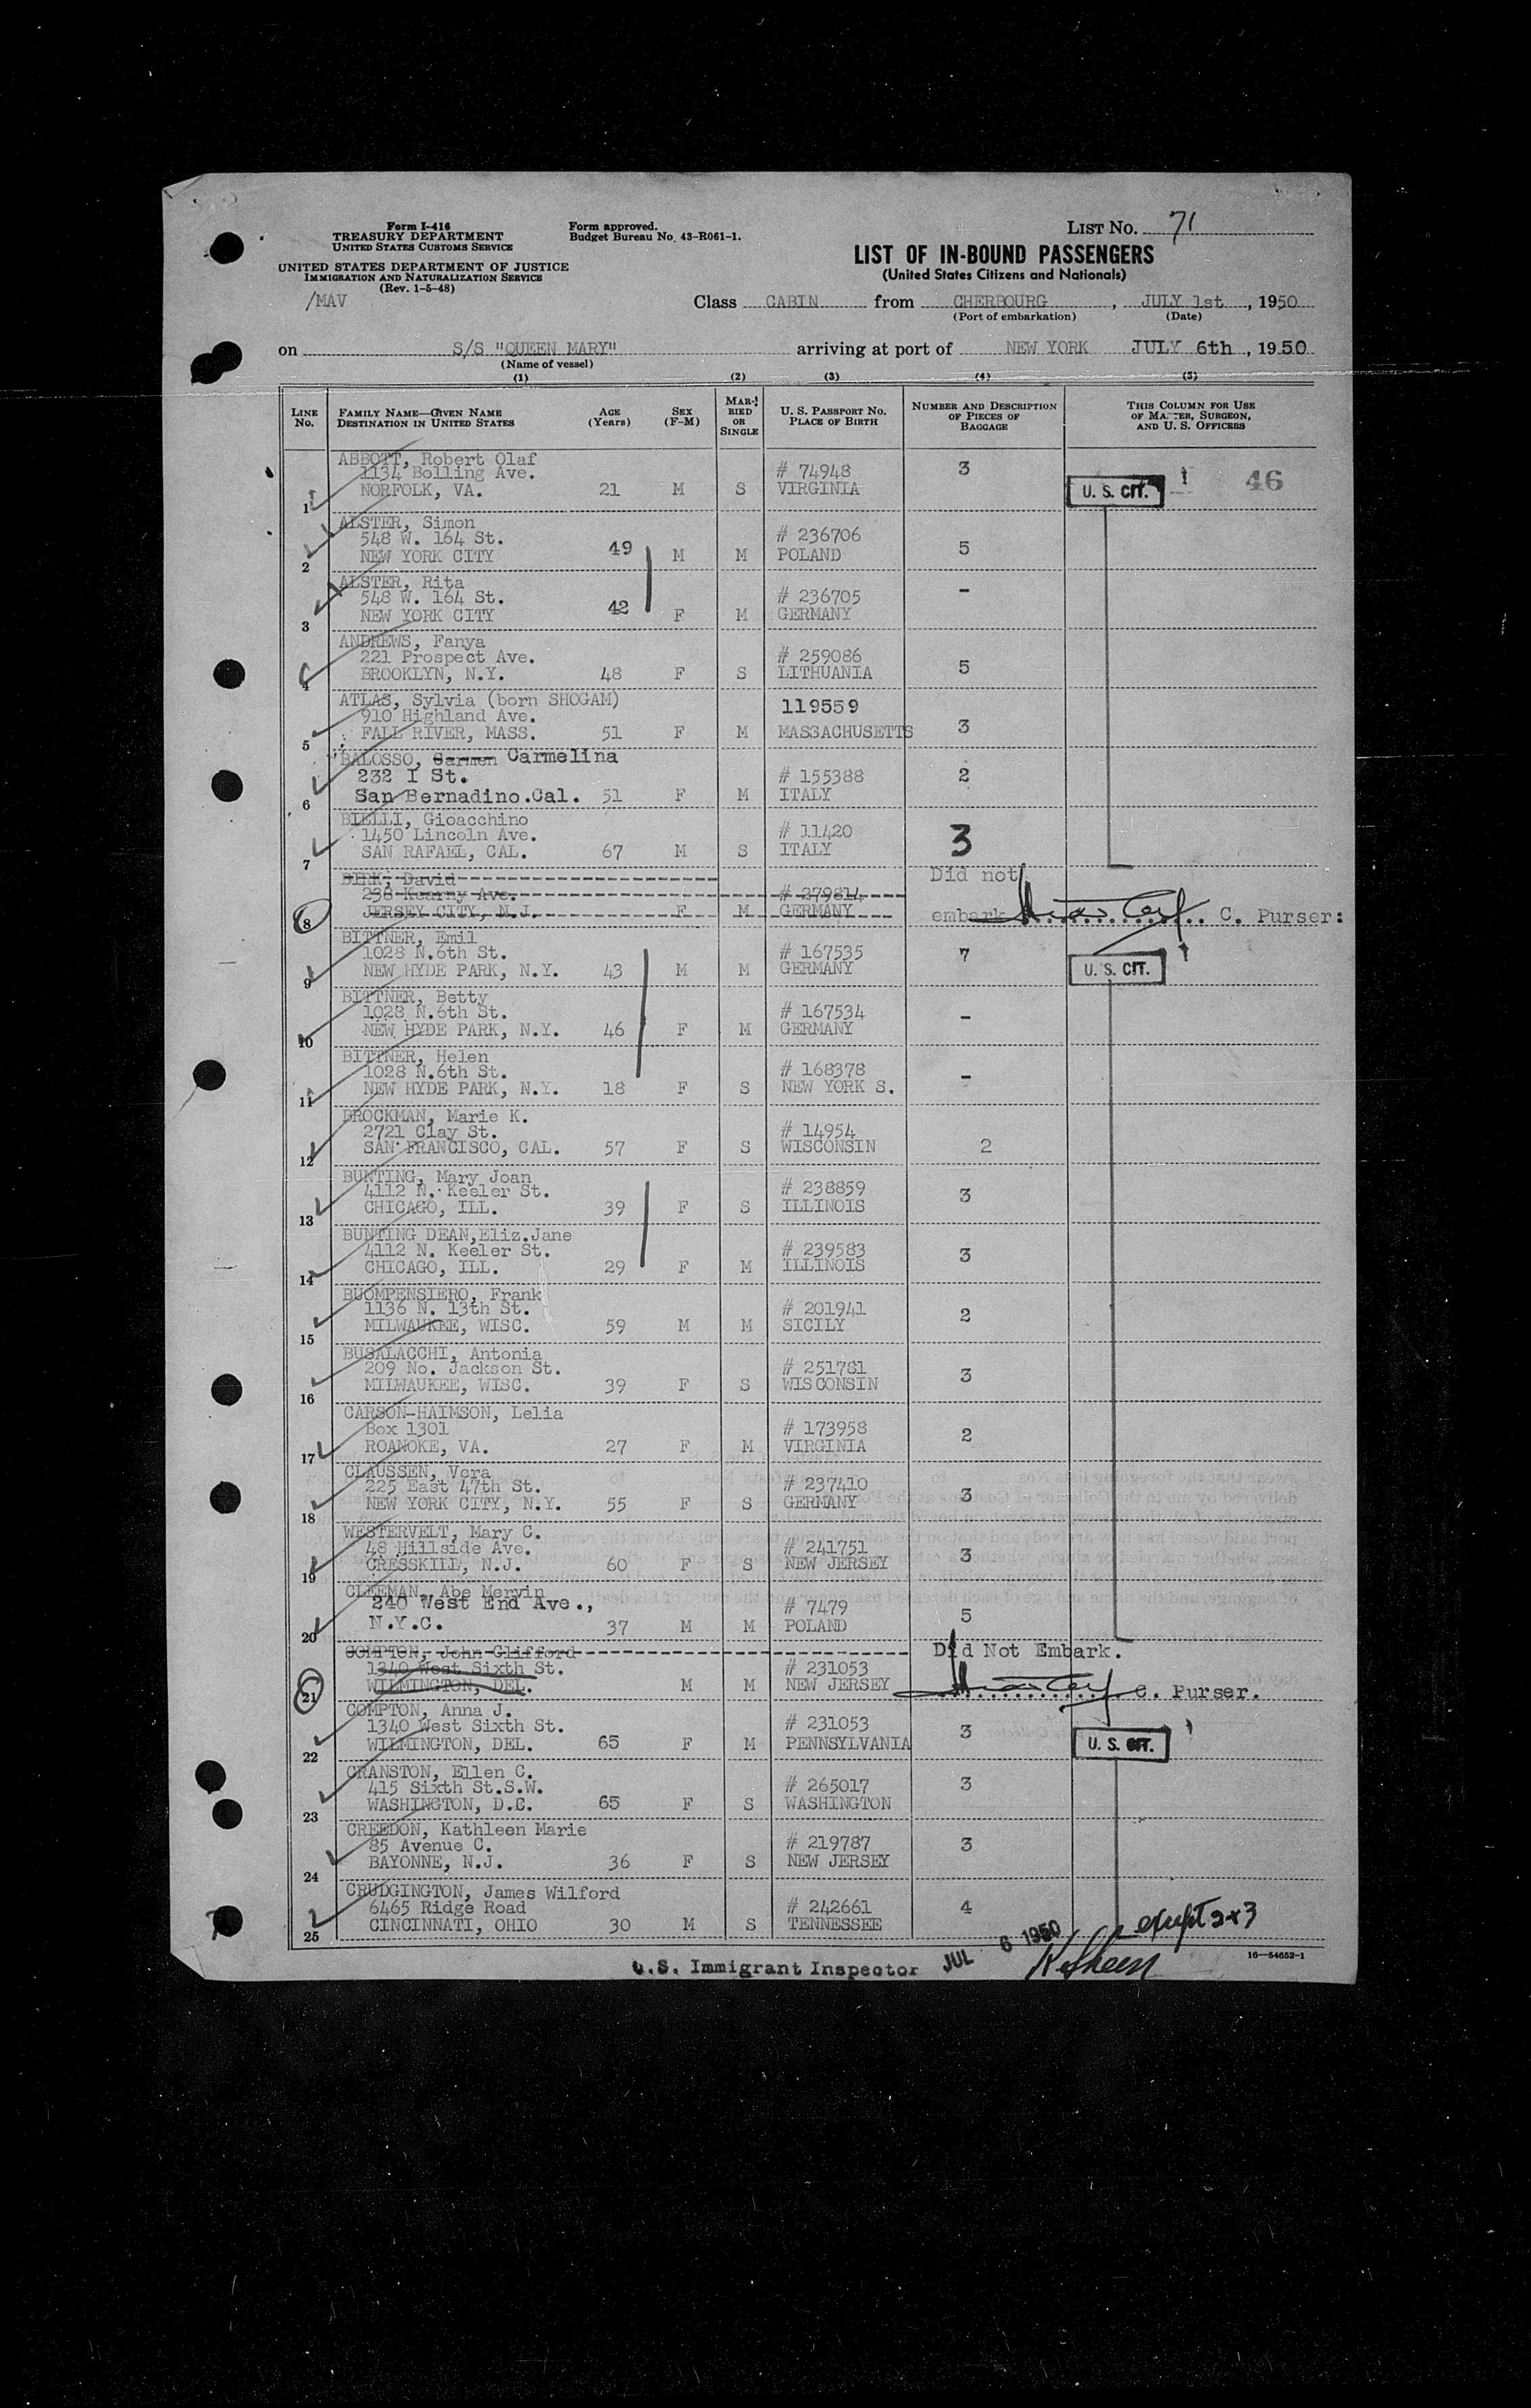 Form I-416
TREASURY DEPARTMENT
UNITED STATES CUSTOMS SERVICE
UNITED STATES DEPARTMENT OF JUSTICE
IMMIGRATION AND NATURALIZATION SERVICE
(Rev. 1-5-48)
/MAV
Form approved.
Budget Bureau No. 43-R061-1.
LIST NO. 71
LIST OF IN-BOUND PASSENGERS
(United States Citizens and Nationals)
Class CABIN from CHERBOURG, JULY 1st, 1950
(Port of embarkation) (Date)
on S/S "QUEEN MARY" arriving at port of NEW YORK JULY 6th, 1950
(Name of vessel)
(1) (2) (3) (4) (5)
LINE No. FAMILY NAME—GIVEN NAME DESTINATION IN UNITED STATES AGE (Years) SEX (F-M) MARRIED OR SINGLE U. S. PASSPORT NO. PLACE OF BIRTH NUMBER AND DESCRIPTION OF PIECES OF BAGGAGE THIS COLUMN FOR USE OF MASTER, SURGEON, AND U. S. OFFICERS
ABBOTT, Robert Olaf
1134 Bolling Ave. # 74948 3
1 NORFOLK, VA. 21 M S VIRGINIA U. S. CIT. 46
ALSTER, Simon
548 W. 164 St. # 236706
2 NEW YORK CITY 49 M M POLAND 5
ALSTER, Rita
548 W. 164 St. # 236705 -
3 NEW YORK CITY 42 F M GERMANY
ANDREWS, Fanya
221 Prospect Ave. # 259086
4 BROOKLYN, N.Y. 48 F S LITHUANIA 5
ATLAS, Sylvia (born SHOGAM)
910 Highland Ave. 119559
5 FALL RIVER, MASS. 51 F M MASSACHUSETTS 3
BALOSSO, Carmen Carmelina
232 I St. # 155388 2
6 San Bernadino.Cal. 51 F M ITALY
BIELLI, Gioacchino
1450 Lincoln Ave. # 11420 3
7 SAN RAFAEL, CAL. 67 M S ITALY
BIRK, David Did not
238 Kearny Ave. # 279814
8 JERSEY CITY, N.J. F M GERMANY embark C. Purser:
BITTNER, Emil
1028 N.6th St. # 167535 7
9 NEW HYDE PARK, N.Y. 43 M M GERMANY U. S. CIT.
BITTNER, Betty
1028 N.6th St. # 167534 -
10 NEW HYDE PARK, N.Y. 46 F M GERMANY
BITTNER, Helen
1028 N.6th St. # 168378 -
11 NEW HYDE PARK, N.Y. 18 F S NEW YORK S.
BROCKMAN, Marie K.
2721 Clay St. # 14954
12 SAN FRANCISCO, CAL. 57 F S WISCONSIN 2
BUNTING, Mary Joan
4112 N. Keeler St. # 238859 3
13 CHICAGO, ILL. 39 F S ILLINOIS
BUNTING DEAN,Eliz.Jane
4112 N. Keeler St. # 239583 3
14 CHICAGO, ILL. 29 F M ILLINOIS
BUOMPENSIERO, Frank
1136 N. 13th St. # 201941 2
15 MILWAUKEE, WISC. 59 M M SICILY
BUSALACCHI, Antonia
209 No. Jackson St. # 251781 3
16 MILWAUKEE, WISC. 39 F S WISCONSIN
CARSON-HAIMSON, Lelia
Box 1301 # 173958 2
17 ROANOKE, VA. 27 F M VIRGINIA
CLAUSSEN, Vera
225 East 47th St. # 237410 3
18 NEW YORK CITY, N.Y. 55 F S GERMANY
WESTERVELT, Mary C.
48 Hillside Ave. # 241751 3
19 CRESSKILL, N.J. 60 F S NEW JERSEY
CLEEMAN, Abe Mervin
240 West End Ave., # 7479 5
20 N.Y.C. 37 M M POLAND
COMPTON, John Clifford Did Not Embark.
1340 West Sixth St. # 231053
21 WILMINGTON, DEL. M M NEW JERSEY C. Purser.
COMPTON, Anna J.
1340 West Sixth St. # 231053 3
22 WILMINGTON, DEL. 65 F M PENNSYLVANIA U. S. CIT.
CRANSTON, Ellen C.
415 Sixth St.S.W. # 265017 3
23 WASHINGTON, D.C. 65 F S WASHINGTON
CREEDON, Kathleen Marie
85 Avenue C. # 219787 3
24 BAYONNE, N.J. 36 F S NEW JERSEY
CRUDGINGTON, James Wilford
6465 Ridge Road # 242661 4
25 CINCINNATI, OHIO 30 M S TENNESSEE except 2x3
U.S. Immigrant Inspector JUL 6 1950
16—54652-1